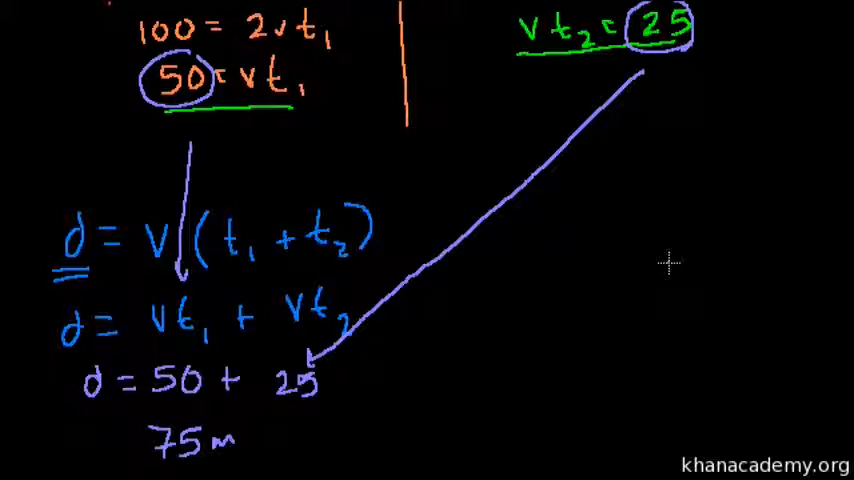 100 = 2vt₁
50 = vt₁
vt₂ = 25
d = v(t₁ + t₂)
d = vt₁ + vt₂
d = 50 + 25
75m
khanacademy.org